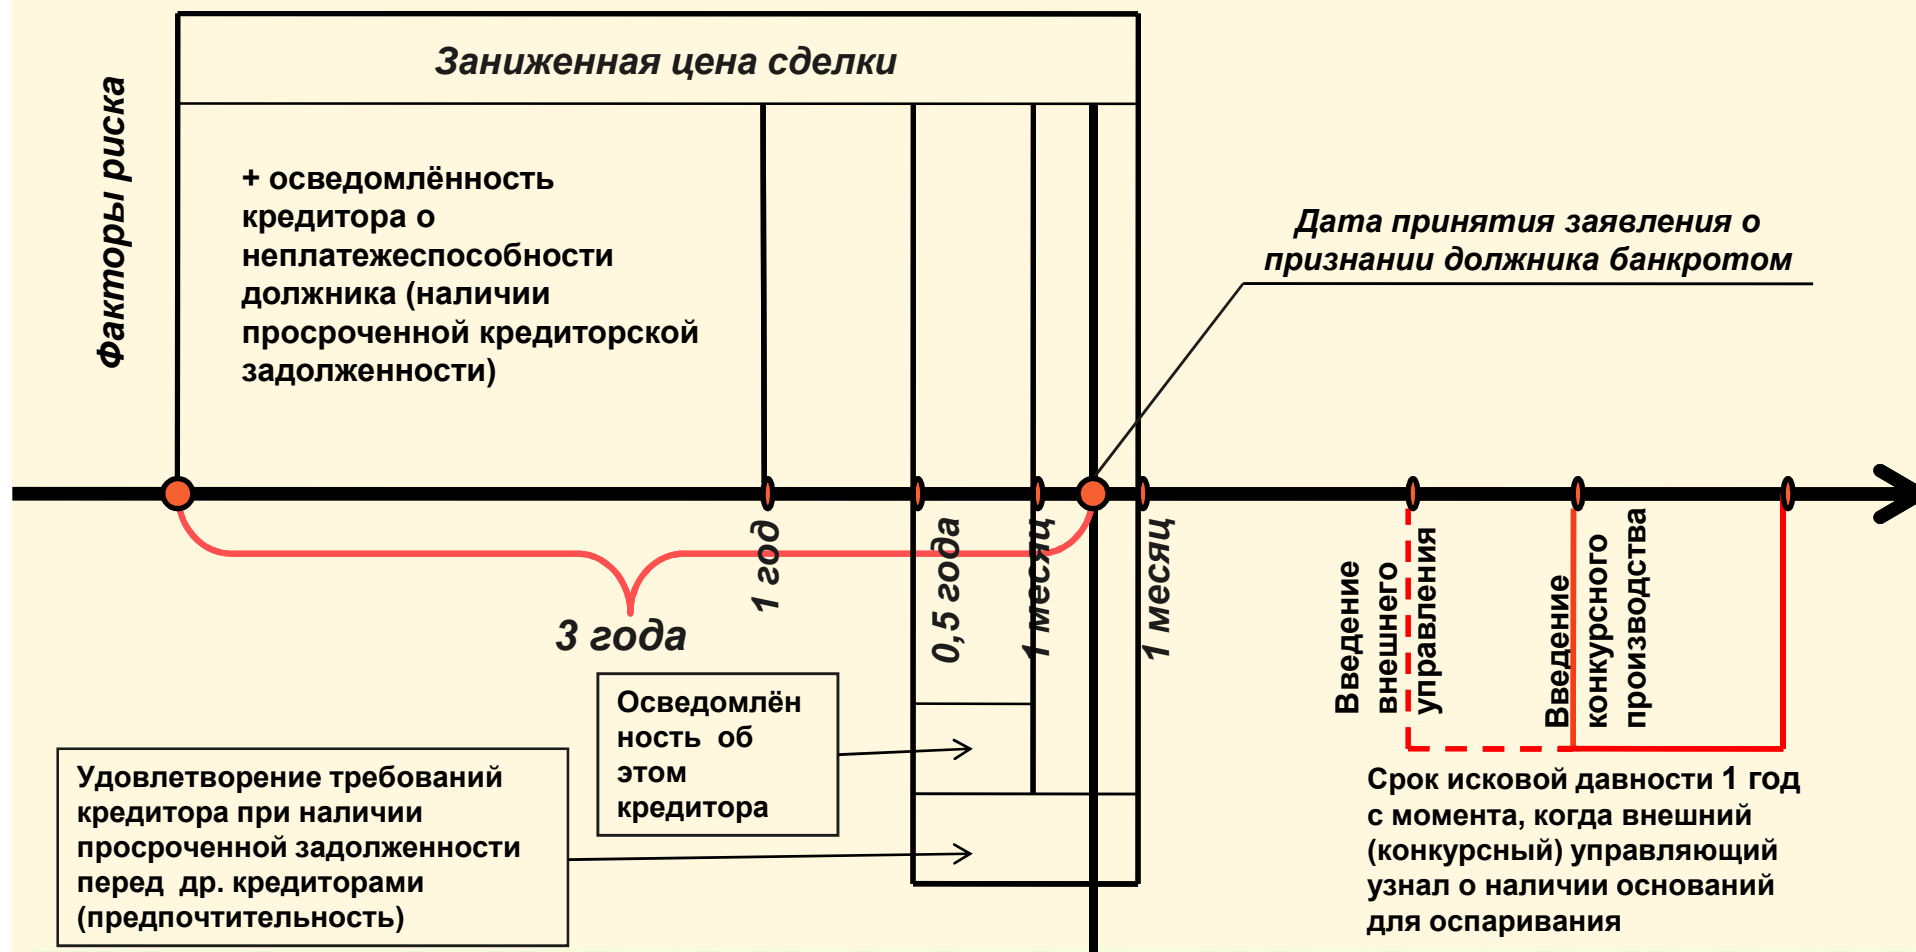 Заниженная цена сделки
Факторы риска
+ осведомлённость
кредитора о
неплатежеспособности
должника (наличии
просроченной кредиторской
задолженности)
Дата принятия заявления о
признании должника банкротом
1 год
0,5 года
1 месяц
1 месяц
3 года
Введение
внешнего
управления
Введение
конкурсного
производства
Осведомлён
ность об
этом
кредитора
Удовлетворение требований
кредитора при наличии
просроченной задолженности
перед др. кредиторами
(предпочтительность)
Срок исковой давности 1 год
с момента, когда внешний
(конкурсный) управляющий
узнал о наличии оснований
для оспаривания